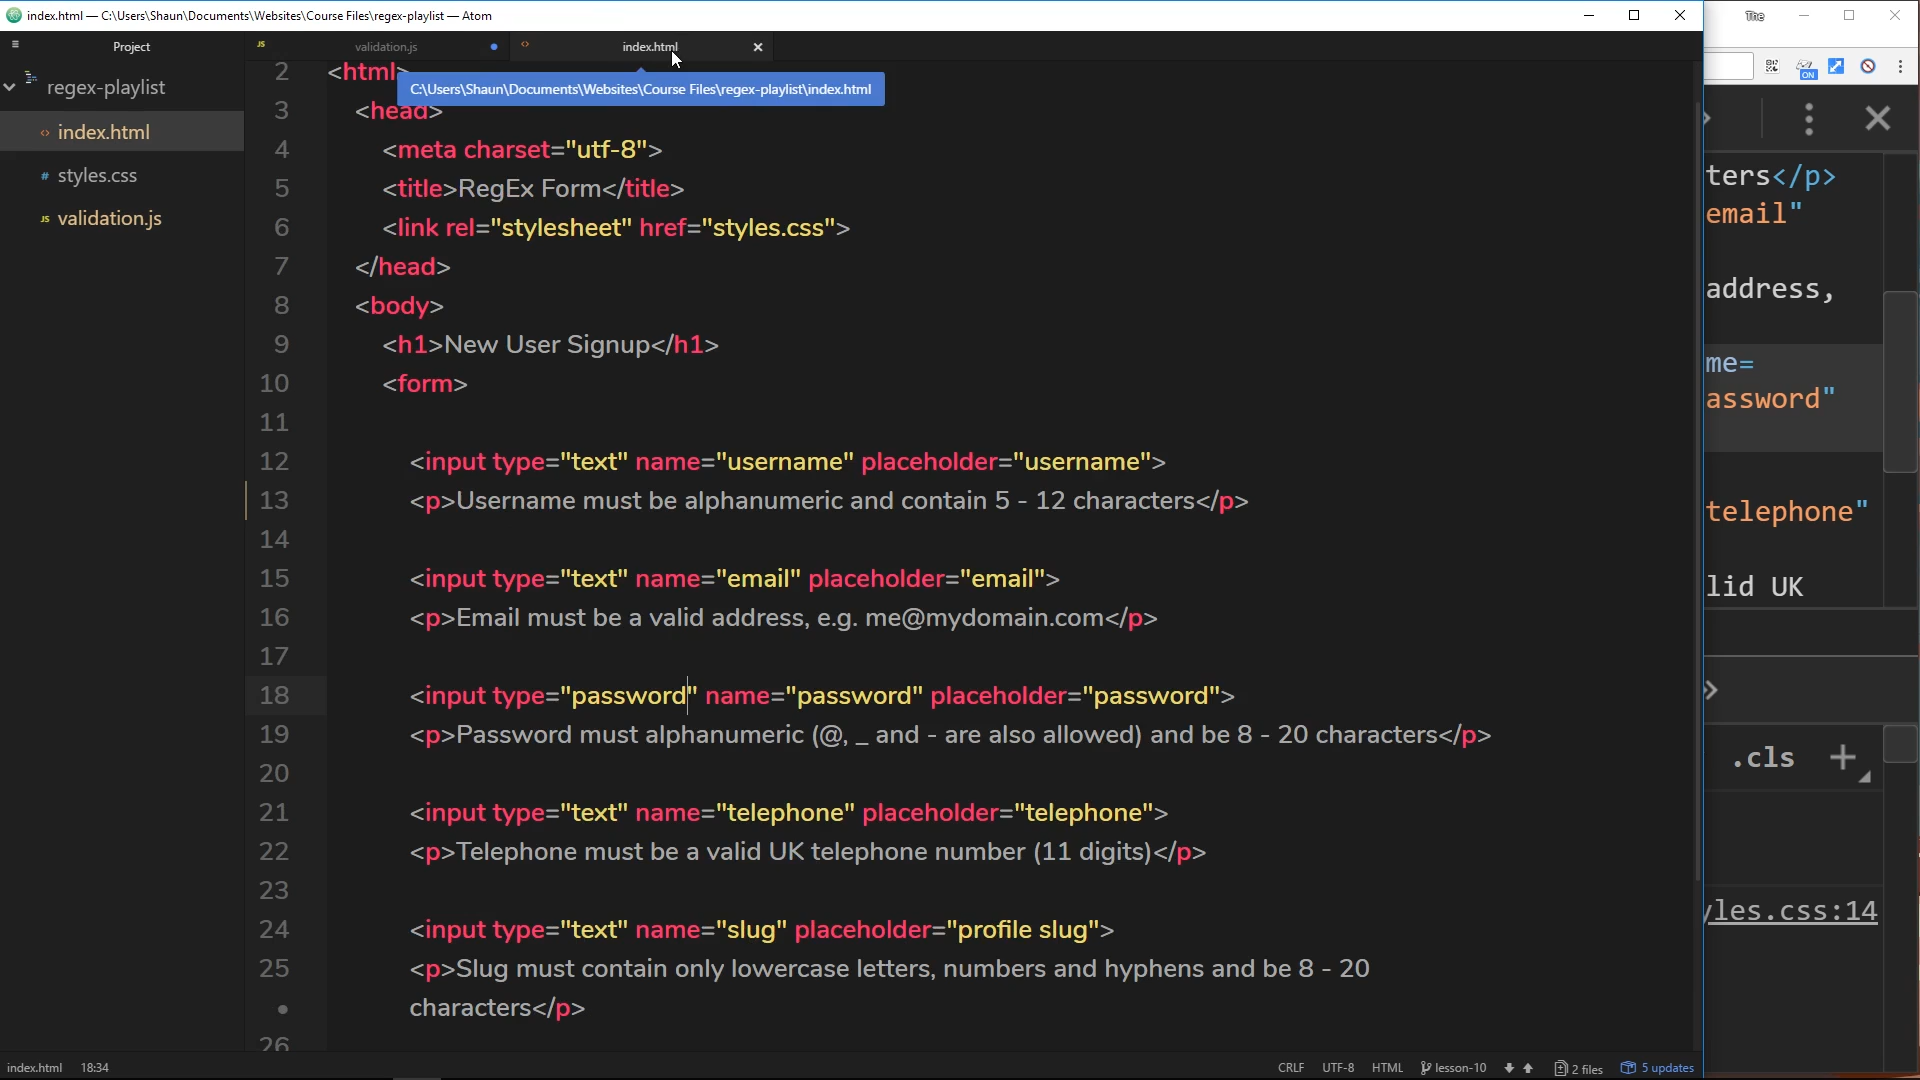 index.html — C:\Users\Shaun\Documents\Websites\Course Files\regex-playlist — Atom
The
Project
validation.js
index.html
C:\Users\Shaun\Documents\Websites\Course Files\regex-playlist\index.html
regex-playlist
index.html
styles.css
validation.js
2 <html>
3 <head>
4 <meta charset="utf-8">
5 <title>RegEx Form</title>
6 <link rel="stylesheet" href="styles.css">
7 </head>
8 <body>
9 <h1>New User Signup</h1>
10 <form>
11
12 <input type="text" name="username" placeholder="username">
13 <p>Username must be alphanumeric and contain 5 - 12 characters</p>
14
15 <input type="text" name="email" placeholder="email">
16 <p>Email must be a valid address, e.g. me@mydomain.com</p>
17
18 <input type="password" name="password" placeholder="password">
19 <p>Password must alphanumeric (@, _ and - are also allowed) and be 8 - 20 characters</p>
20
21 <input type="text" name="telephone" placeholder="telephone">
22 <p>Telephone must be a valid UK telephone number (11 digits)</p>
23
24 <input type="text" name="slug" placeholder="profile slug">
25 <p>Slug must contain only lowercase letters, numbers and hyphens and be 8 - 20
• characters</p>
26
ON
ters</p>
email"
address,
me=
assword"
telephone"
lid UK
.cls
yles.css:14
index.html 18:34
CRLF UTF-8 HTML lesson-10 2 files 5 updates